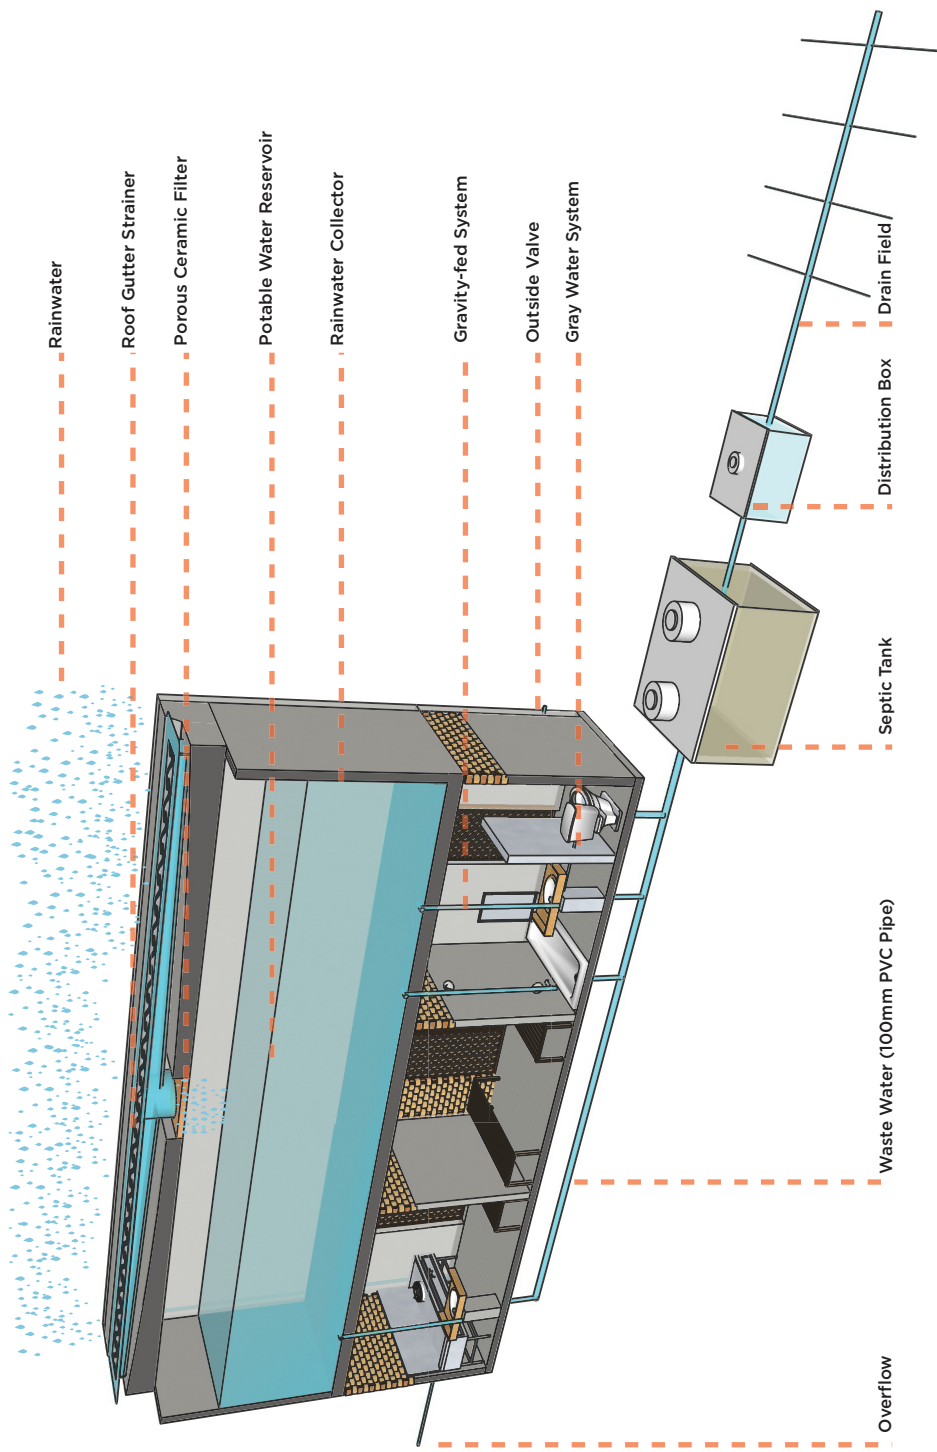 Rainwater
Roof Gutter Strainer
Porous Ceramic Filter
Potable Water Reservoir
Rainwater Collector
Gravity-fed System
Outside Valve
Gray Water System
Overflow
Waste Water (100mm PVC Pipe)
Septic Tank
Distribution Box
Drain Field